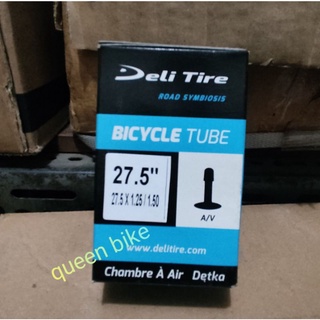 Deli Tire
ROAD SYMBIOSIS
BICYCLE TUBE
27.5"
27.5 X 1.25 / 1.50
A/V
queen bike
www.delitire.com
Chambre À Air Dętka